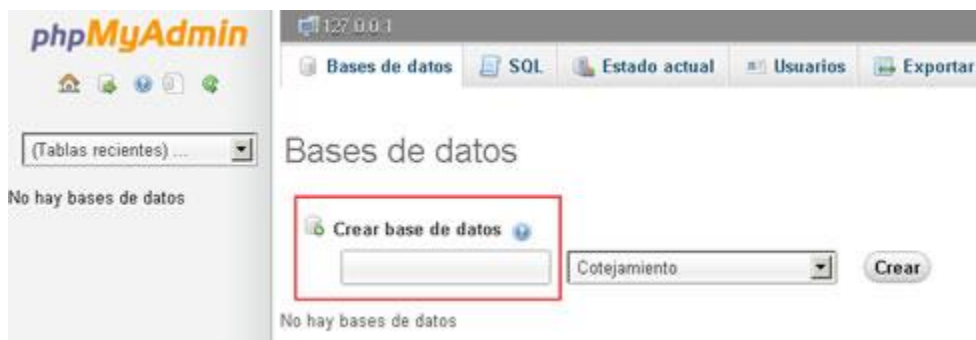 phpMyAdmin
(Tablas recientes) ...
No hay bases de datos
127.0.0.1
Bases de datos SQL Estado actual Usuarios Exportar
Bases de datos
Crear base de datos
Cotejamiento Crear
No hay bases de datos